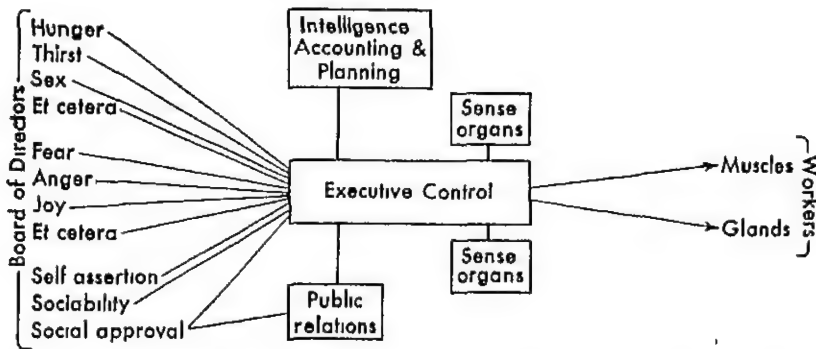 Board of Directors
Hunger
Thirst
Sex
Et cetera
Fear
Anger
Joy
Et cetera
Self assertion
Sociability
Social approval
Intelligence
Accounting &
Planning
Sense
organs
Executive Control
Sense
organs
Public
relations
Muscles
Glands
Workers